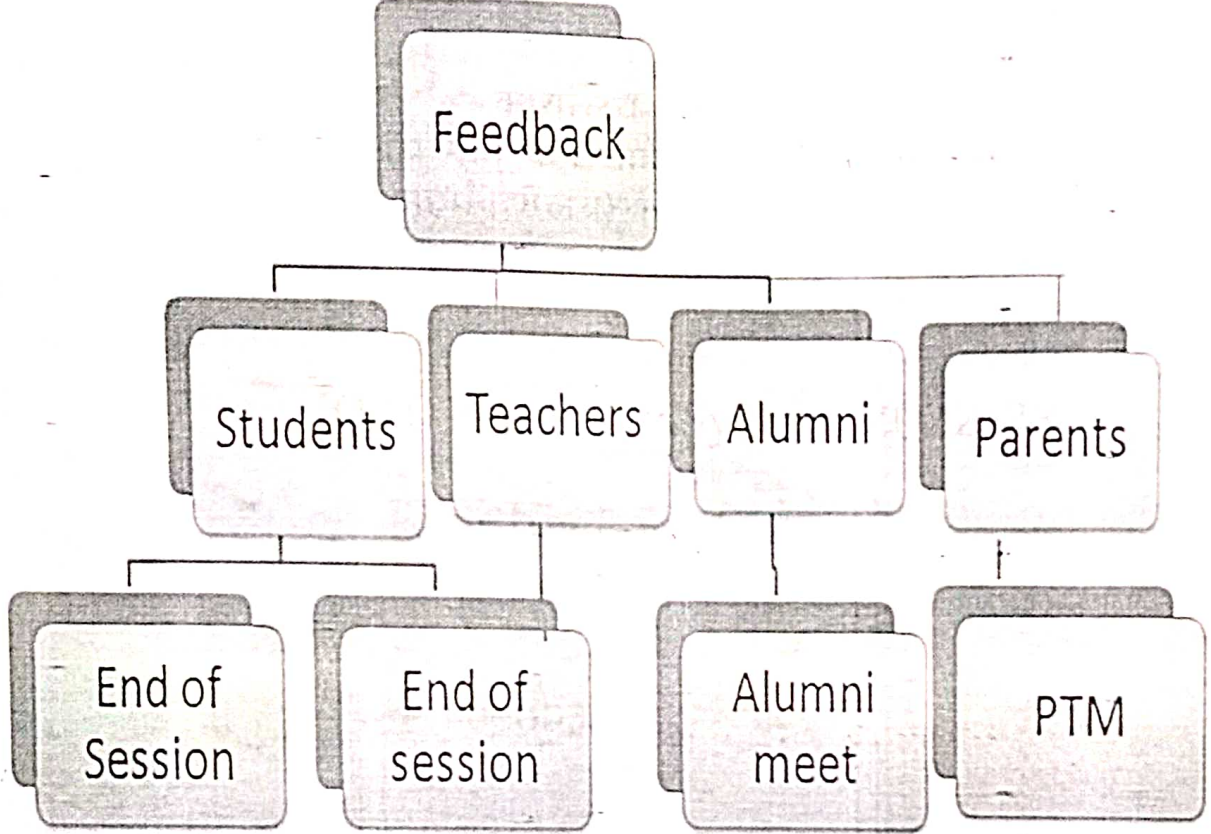 Feedback
Students
Teachers
Alumni
Parents
End of
Session
End of
session
Alumni
meet
PTM